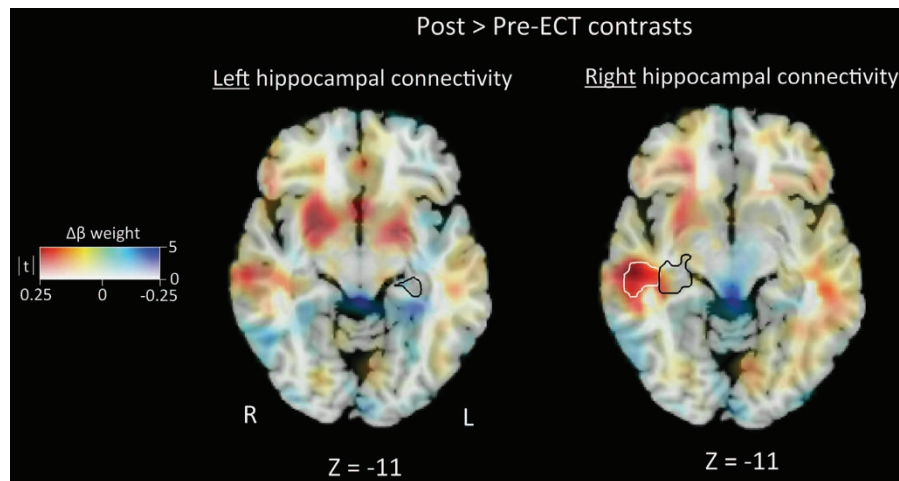 Post > Pre-ECT contrasts
Left hippocampal connectivity
Right hippocampal connectivity
Δβ weight
|t|
5
0
0.25 0 -0.25
R
L
Z = -11
Z = -11